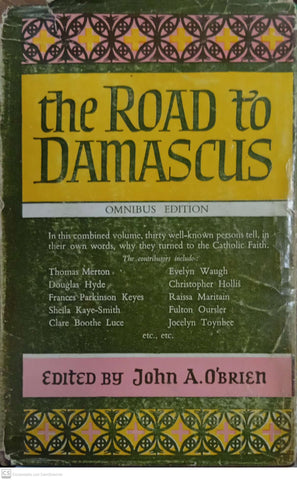 the ROAD to
DAMASCUS
OMNIBUS EDITION
In this combined volume, thirty well-known persons tell, in
their own words, why they turned to the Catholic Faith.
The contributors include:
Thomas Merton Evelyn Waugh
Douglas Hyde Christopher Hollis
Frances Parkinson Keyes Raissa Maritain
Sheila Kaye-Smith Fulton Oursler
Clare Boothe Luce Jocelyn Toynbee
etc., etc.
EDITED by John A. O'BRIEN
CS